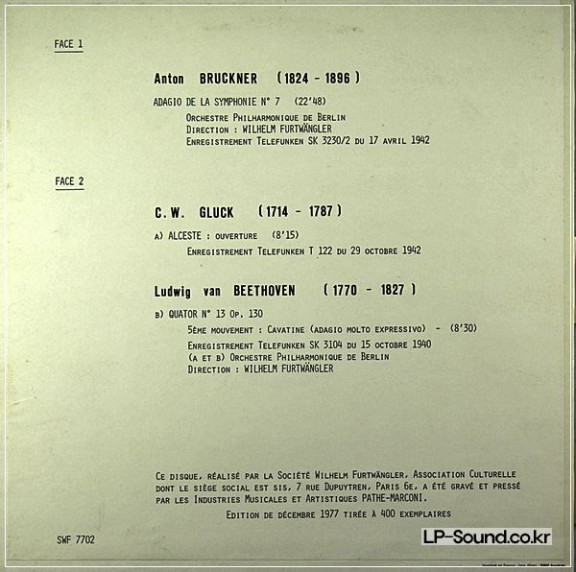 FACE 1
Anton BRUCKNER (1824 - 1896)
ADAGIO DE LA SYMPHONIE N° 7 (22'48)
ORCHESTRE PHILHARMONIQUE DE BERLIN
DIRECTION : WILHELM FURTWÄNGLER
ENREGISTREMENT TELEFUNKEN SK 3230/2 DU 17 AVRIL 1942
FACE 2
C.W. GLUCK (1714 - 1787)
A) ALCESTE : OUVERTURE (8'15)
ENREGISTREMENT TELEFUNKEN T 122 DU 29 OCTOBRE 1942
Ludwig van BEETHOVEN (1770 - 1827)
B) QUATOR N° 13 OP. 130
5ÈME MOUVEMENT : CAVATINE (ADAGIO MOLTO EXPRESSIVO) - (8'30)
ENREGISTREMENT TELEFUNKEN SK 3104 DU 15 OCTOBRE 1940
(A ET B) ORCHESTRE PHILHARMONIQUE DE BERLIN
DIRECTION : WILHELM FURTWÄNGLER
CE DISQUE, RÉALISÉ PAR LA SOCIÉTÉ WILHELM FURTWÄNGLER, ASSOCIATION CULTURELLE
DONT LE SIÈGE SOCIAL EST SIS, 7 RUE DUPUYTREN, PARIS 6E, A ÉTÉ GRAVÉ ET PRESSÉ
PAR LES INDUSTRIES MUSICALES ET ARTISTIQUES PATHE-MARCONI.
EDITION DE DÉCEMBRE 1977 TIRÉE À 400 EXEMPLAIRES
SWF 7702
LP-Sound.co.kr